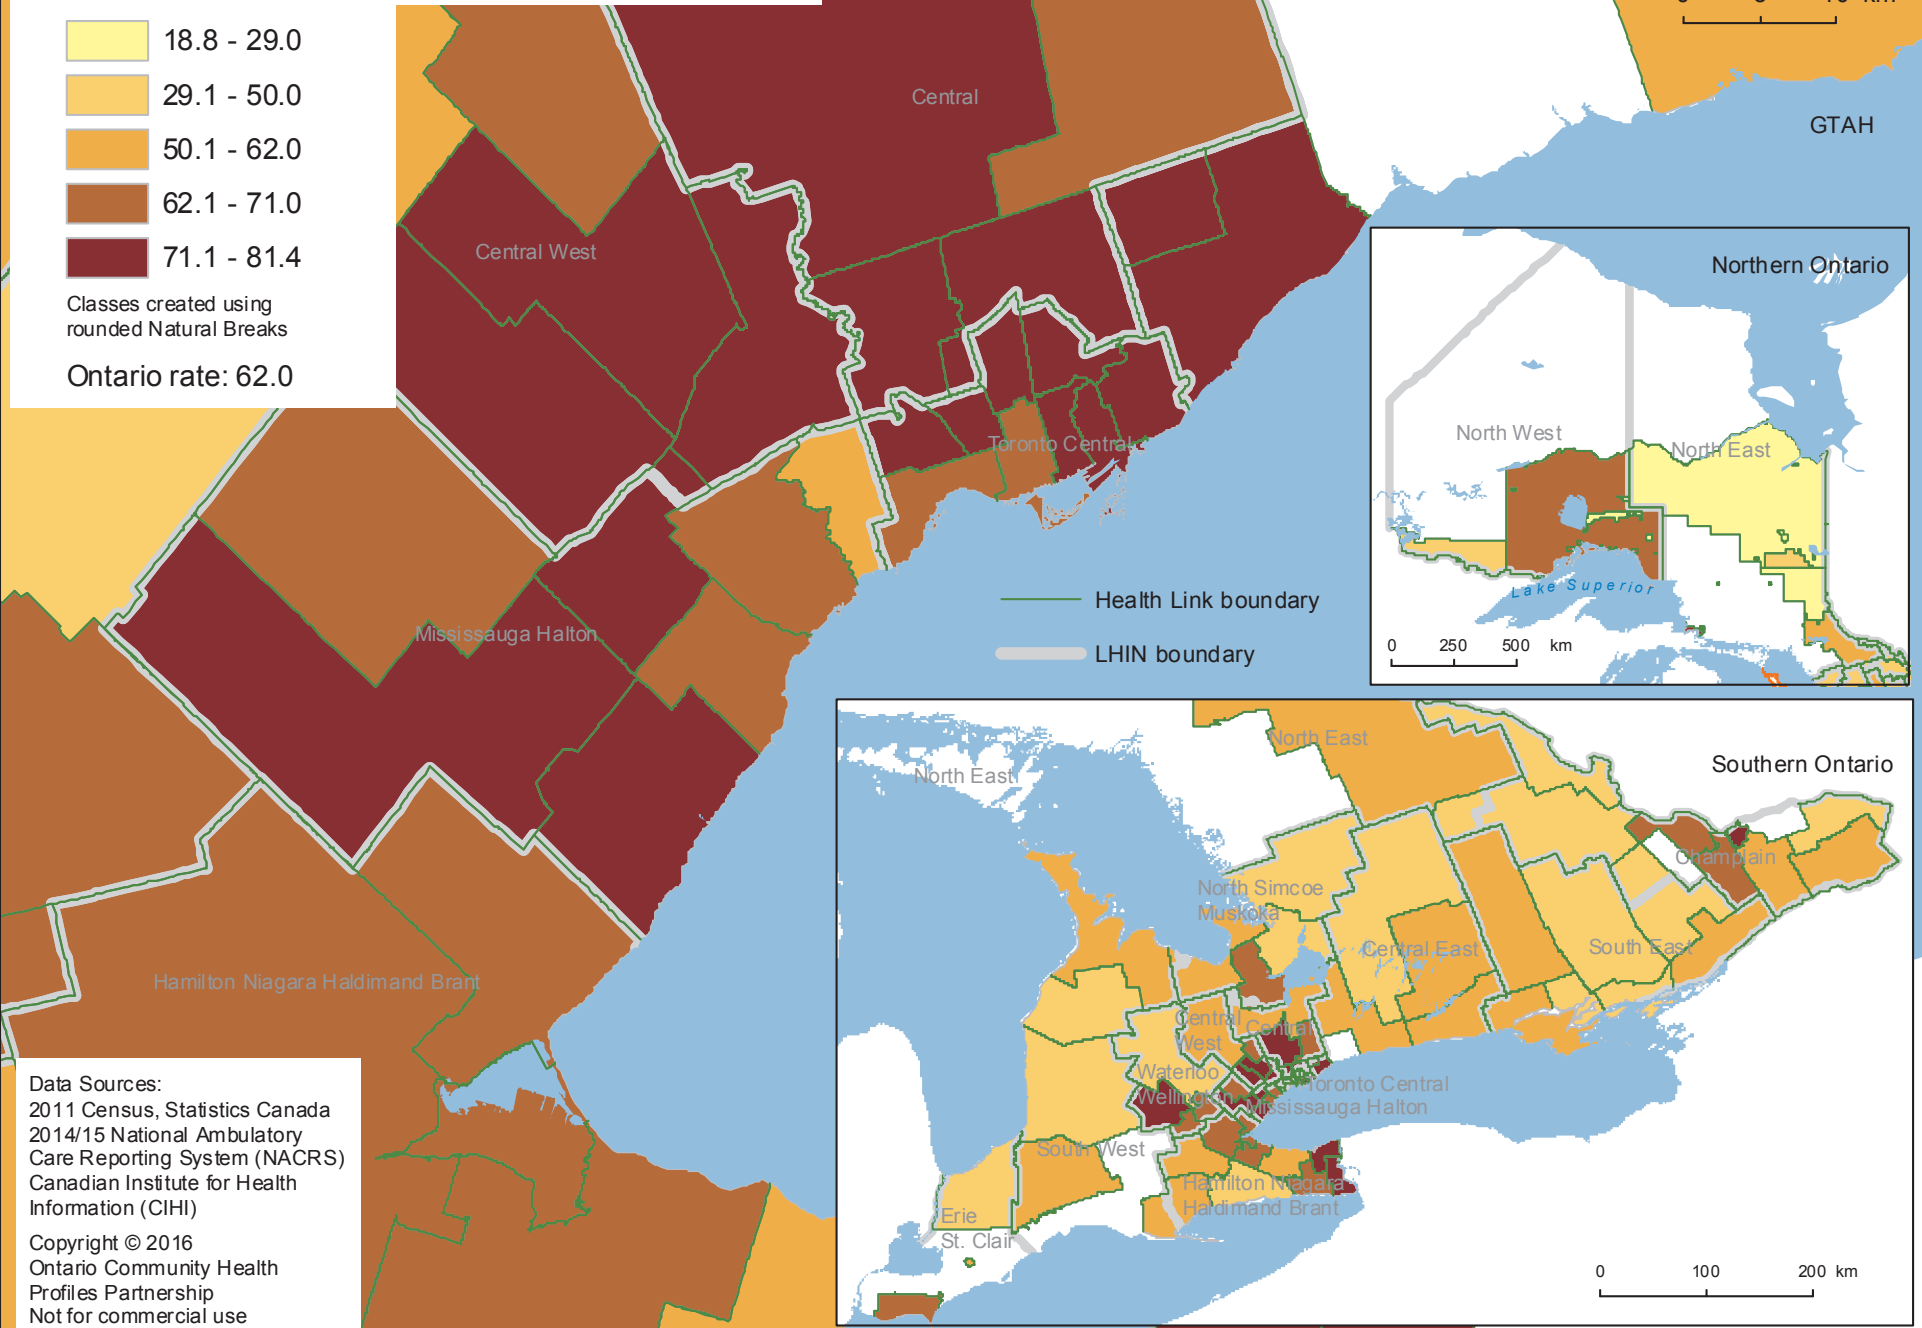 18.8 - 29.0
29.1 - 50.0
50.1 - 62.0
62.1 - 71.0
71.1 - 81.4
Classes created using
rounded Natural Breaks
Ontario rate: 62.0
km
GTAH
Central
Central West
Toronto Central
Mississauga Halton
Hamilton Niagara Haldimand Brant
Health Link boundary
LHIN boundary
Northern Ontario
North West
North East
Lake Superior
0 250 500 km
Southern Ontario
North East
North East
North Simcoe
Muskoka
Champlain
Central East
South East
Central
West
Central
Waterloo
Wellington
Toronto Central
Mississauga Halton
South West
Hamilton Niagara
Haldimand Brant
Erie
St. Clair
0 100 200 km
Data Sources:
2011 Census, Statistics Canada
2014/15 National Ambulatory
Care Reporting System (NACRS)
Canadian Institute for Health
Information (CIHI)
Copyright © 2016
Ontario Community Health
Profiles Partnership
Not for commercial use